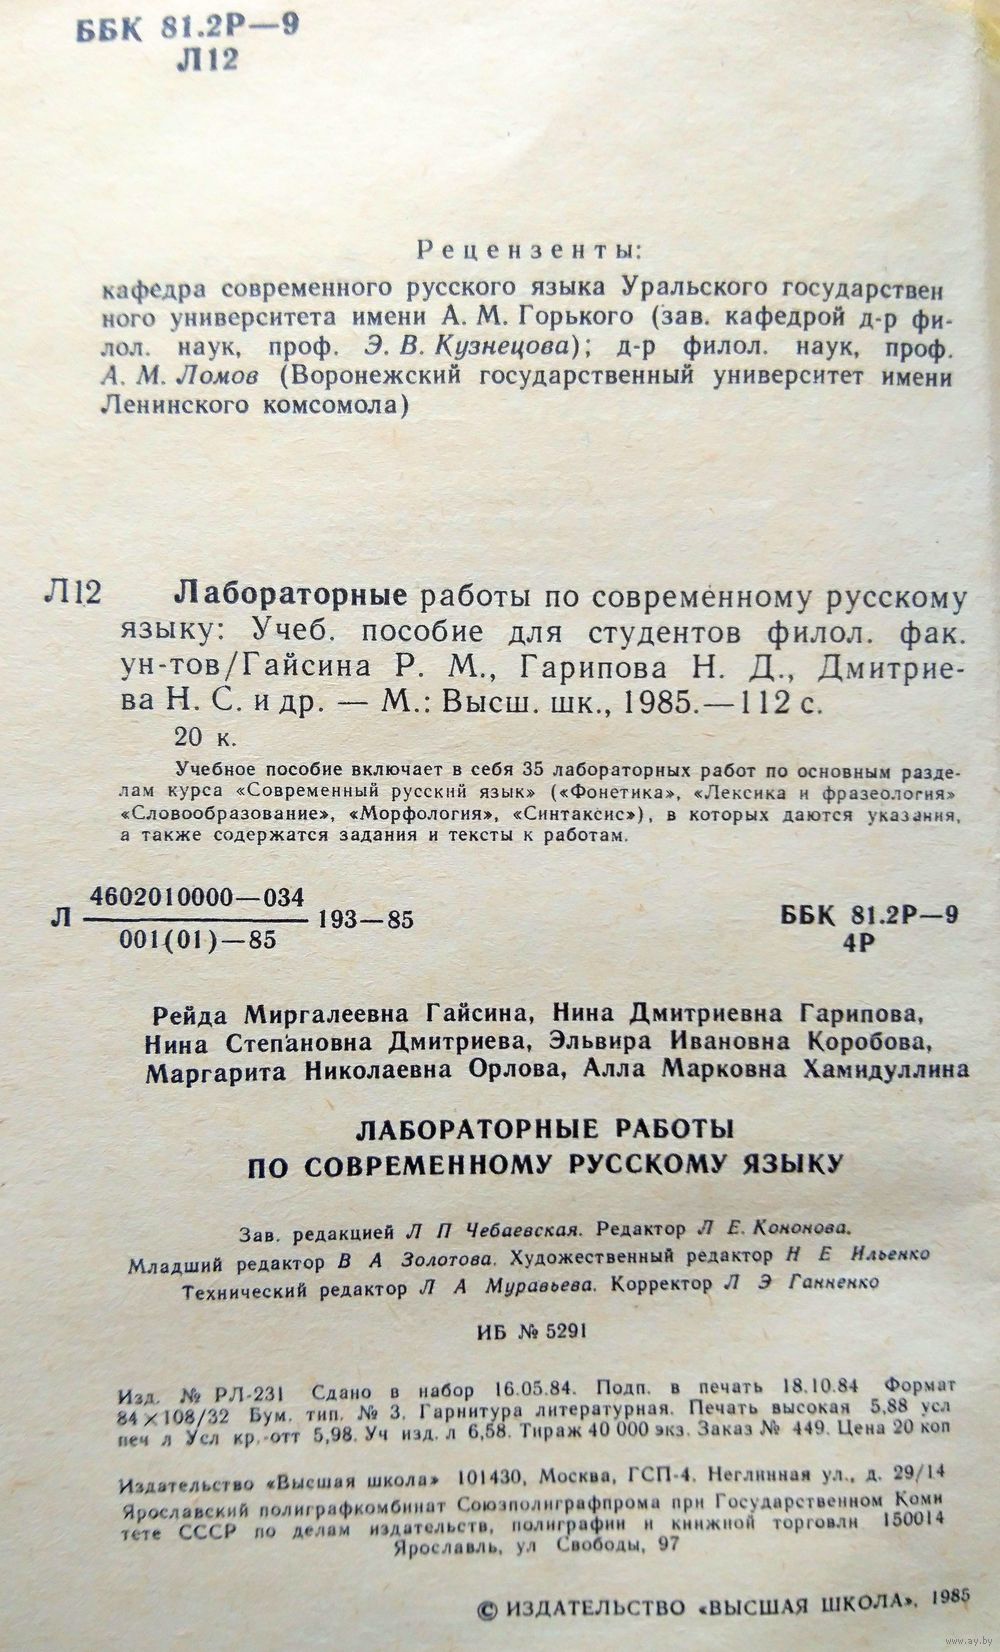 ББК 81.2Р—9
Л12
Рецензенты:
кафедра современного русского языка Уральского государствен
ного университета имени А. М. Горького (зав. кафедрой д-р фи-
лол. наук, проф. Э. В. Кузнецова); д-р филол. наук, проф.
А. М. Ломов (Воронежский государственный университет имени
Ленинского комсомола)
Л12 Лабораторные работы по современному русскому
языку: Учеб. пособие для студентов филол. фак.
ун-тов/Гайсина Р. М., Гарипова Н. Д., Дмитрие-
ва Н. С. и др. — М.: Высш. шк., 1985.—112 с.
20 к.
Учебное пособие включает в себя 35 лабораторных работ по основным разде-
лам курса «Современный русский язык» («Фонетика», «Лексика и фразеология»
«Словообразование», «Морфология», «Синтаксис»), в которых даются указания,
а также содержатся задания и тексты к работам.
4602010000—034
Л 193—85
001(01)—85
ББК 81.2Р—9
4Р
Рейда Миргалеевна Гайсина, Нина Дмитриевна Гарипова,
Нина Степановна Дмитриева, Эльвира Ивановна Коробова,
Маргарита Николаевна Орлова, Алла Марковна Хамидуллина
ЛАБОРАТОРНЫЕ РАБОТЫ
ПО СОВРЕМЕННОМУ РУССКОМУ ЯЗЫКУ
Зав. редакцией Л П Чебаевская. Редактор Л Е. Кононова.
Младший редактор В А Золотова. Художественный редактор Н Е Ильенко
Технический редактор Л А Муравьева. Корректор Л Э Ганненко
ИБ № 5291
Изд. № РЛ-231 Сдано в набор 16.05.84. Подп. в печать 18.10.84 Формат
84×108/32 Бум. тип. № 3. Гарнитура литературная. Печать высокая 5,88 усл
печ л Усл кр.-отт 5,98. Уч изд. л 6,58. Тираж 40 000 экз. Заказ № 449. Цена 20 коп
Издательство «Высшая школа» 101430, Москва, ГСП-4. Неглинная ул., д. 29/14
Ярославский полиграфкомбинат Союзполиграфпрома при Государственном Коми
тете СССР по делам издательств, полиграфии и книжной торговли 150014
Ярославль, ул Свободы, 97
© ИЗДАТЕЛЬСТВО «ВЫСШАЯ ШКОЛА». 1985
www.ay.by